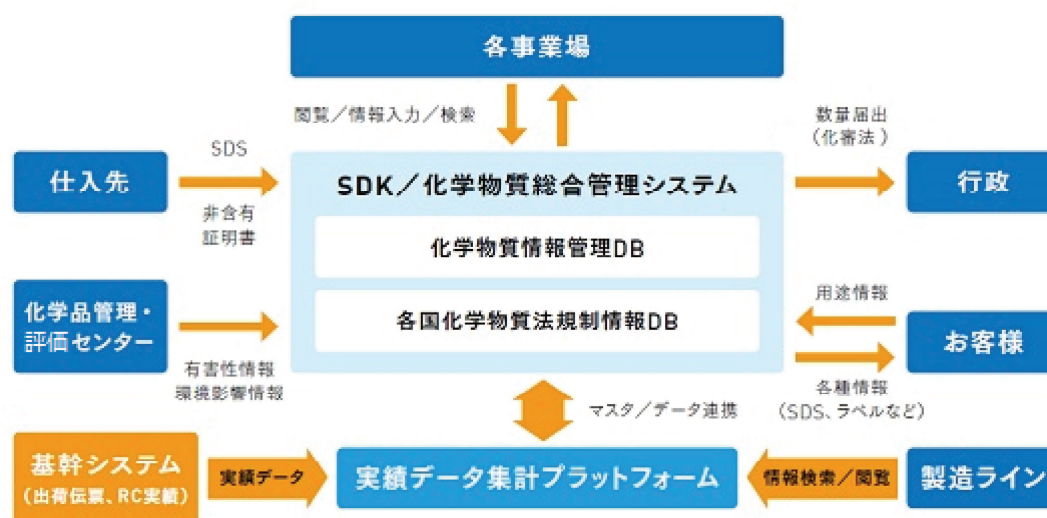 各事業場
閲覧／情報入力／検索
数量届出
（化審法）
仕入先
SDS
非含有
証明書
SDK／化学物質総合管理システム
行政
化学物質情報管理DB
化学品管理・
評価センター
有害性情報
環境影響情報
各国化学物質法規制情報DB
用途情報
お客様
各種情報
（SDS、ラベルなど）
マスタ／データ連携
基幹システム
（出荷伝票、RC実績）
実績データ
実績データ集計プラットフォーム
情報検索／閲覧
製造ライン